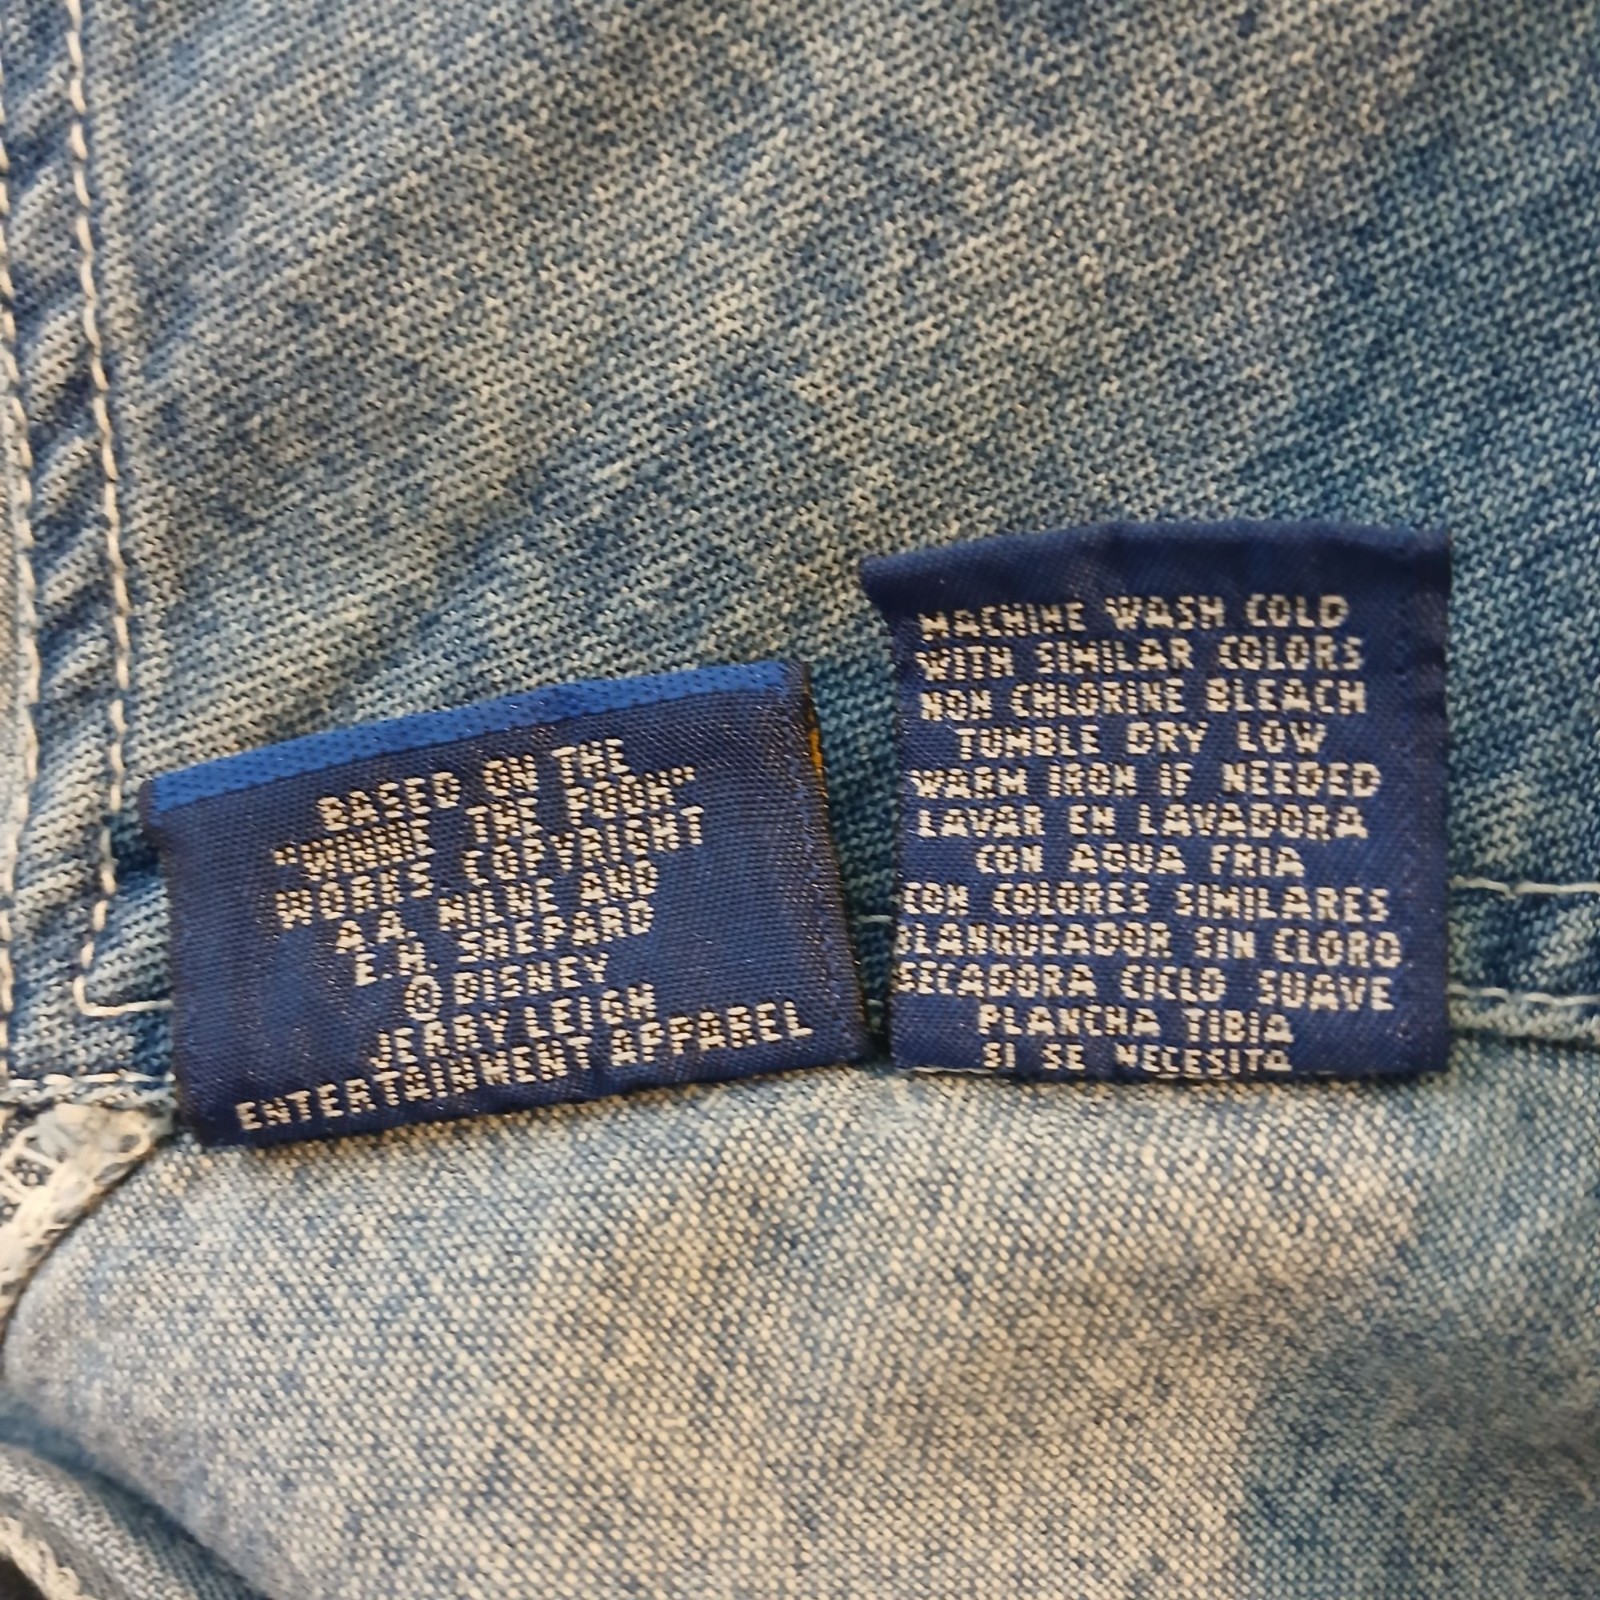 BASED ON THE
"WINNIE THE POOH"
WORKS COPYRIGHT
A.A. MILNE AND
E.H. SHEPARD
© DISNEY
JERRY LEIGH
ENTERTAINMENT APPAREL
MACHINE WASH COLD
WITH SIMILAR COLORS
NON CHLORINE BLEACH
TUMBLE DRY LOW
WARM IRON IF NEEDED
LAVAR EN LAVADORA
CON AGUA FRIA
CON COLORES SIMILARES
BLANQUEADOR SIN CLORO
SECADORA CICLO SUAVE
PLANCHA TIBIA
SI SE NECESITA